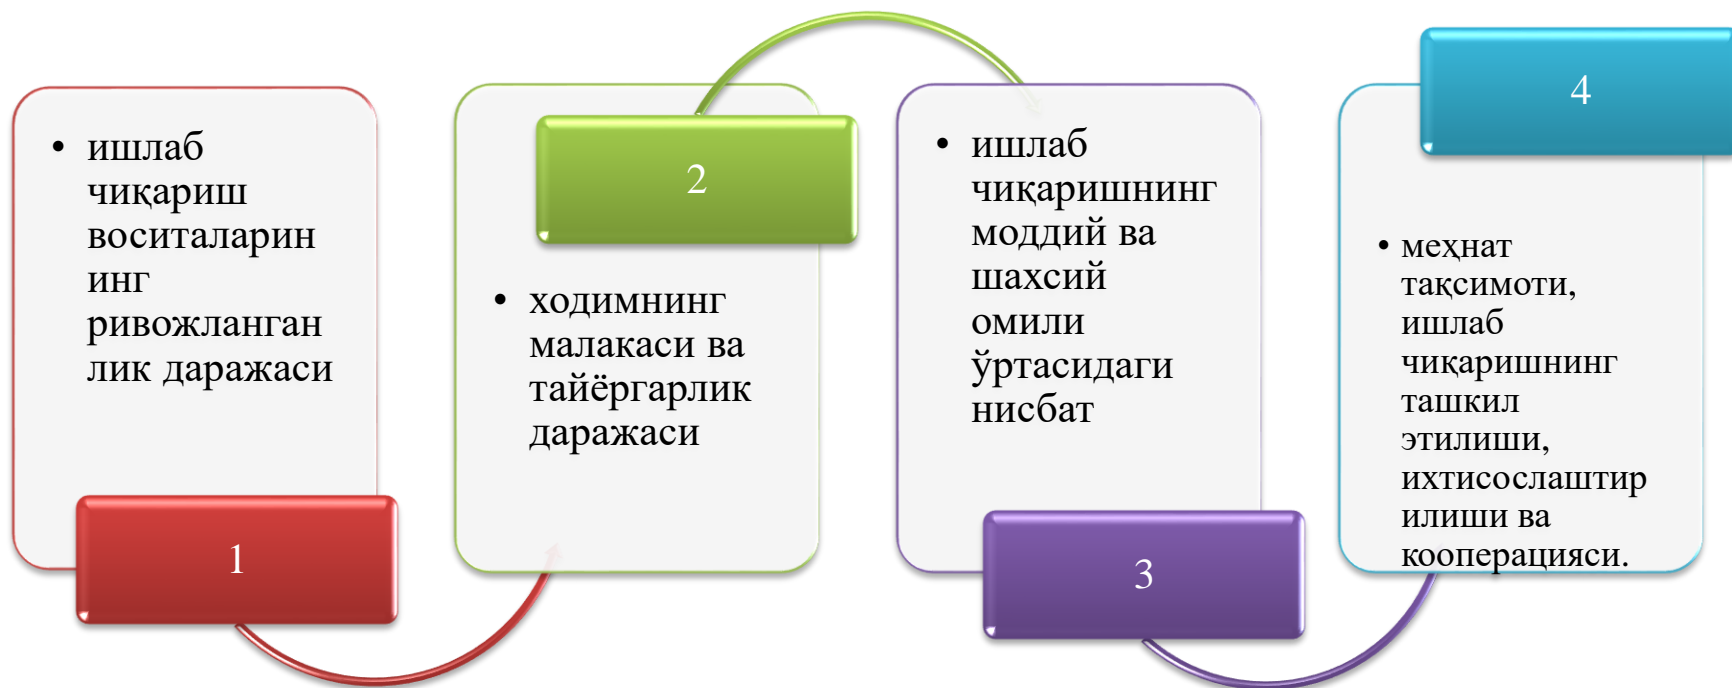 • ишлаб
чиқариш
воситаларин
инг
ривожланган
лик даражаси
1
2
• ходимнинг
малакаси ва
тайёргарлик
даражаси
• ишлаб
чиқаришнинг
моддий ва
шахсий
омили
ўртасидаги
нисбат
3
4
• меҳнат
тақсимоти,
ишлаб
чиқаришнинг
ташкил
этилиши,
ихтисослаштир
илиши ва
кооперацияси.